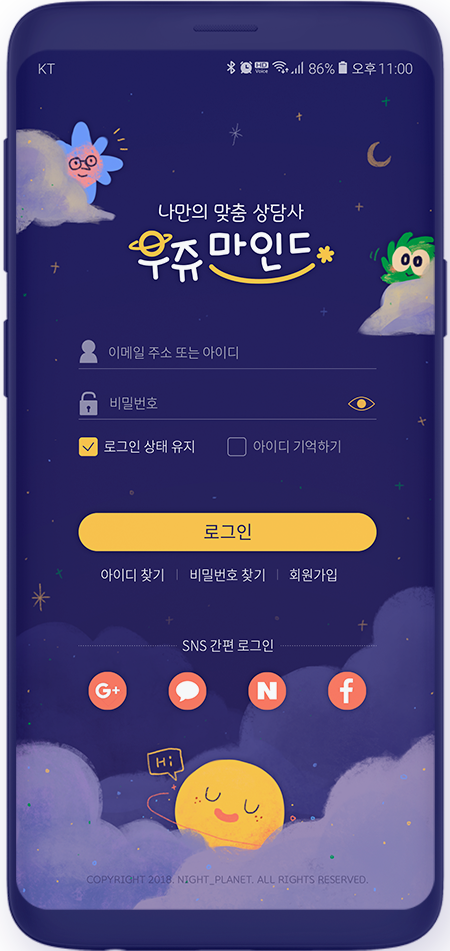 KT HD Voice 86% 오후 11:00
나만의 맞춤 상담사
우쥬 마인드
이메일 주소 또는 아이디
비밀번호
로그인 상태 유지 아이디 기억하기
로그인
아이디 찾기 | 비밀번호 찾기 | 회원가입
SNS 간편 로그인
G+ N f
Hi
COPYRIGHT 2018. NIGHT_PLANET. ALL RIGHTS RESERVED.